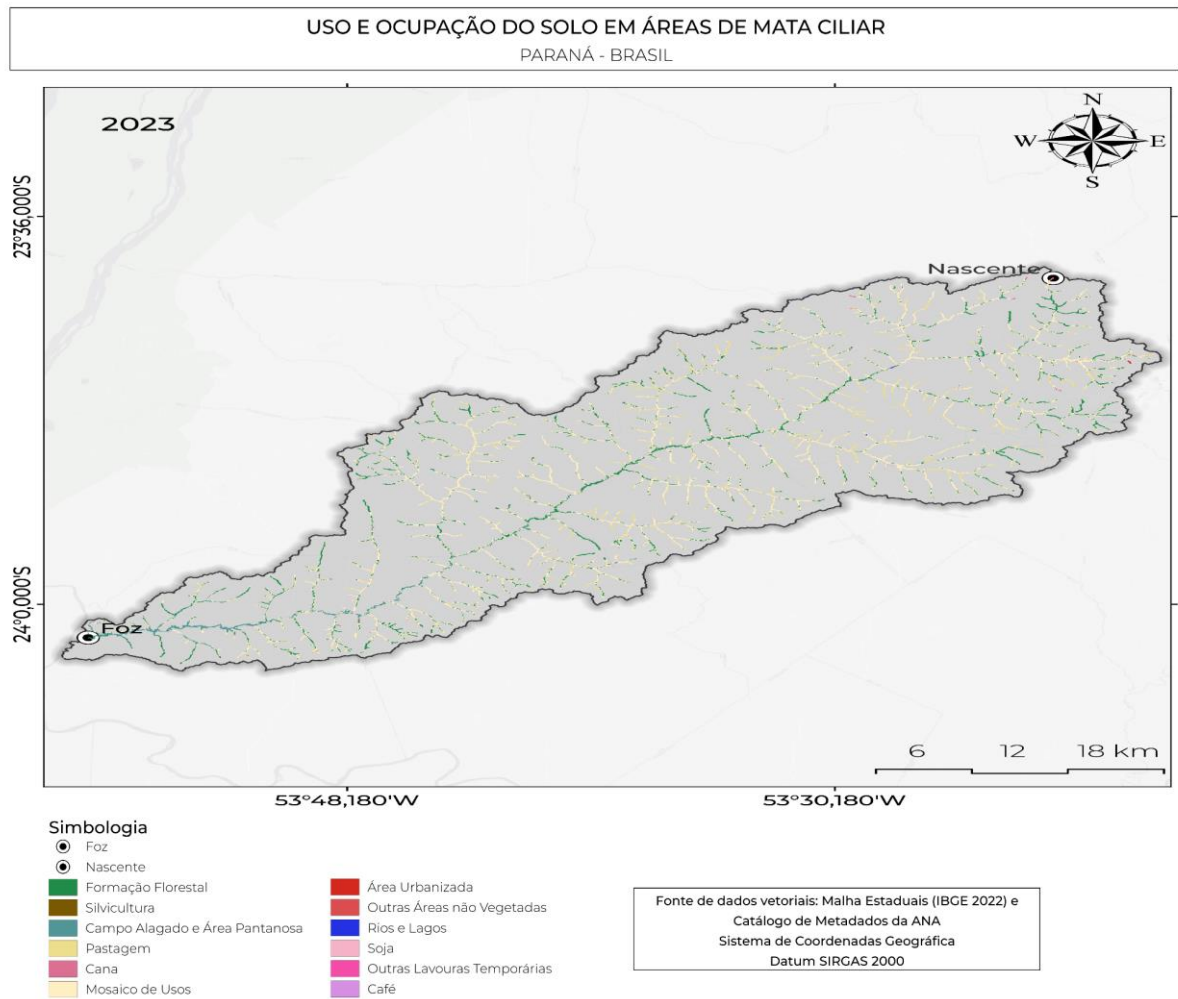 USO E OCUPAÇÃO DO SOLO EM ÁREAS DE MATA CILIAR
PARANÁ - BRASIL
2023
N
W
E
S
23°36,000'S
Nascente
24°0,000'S
Foz
6 12 18 km
53°48,180'W
53°30,180'W
Simbologia
Foz
Nascente
Formação Florestal
Silvicultura
Campo Alagado e Área Pantanosa
Pastagem
Cana
Mosaico de Usos
Área Urbanizada
Outras Áreas não Vegetadas
Rios e Lagos
Soja
Outras Lavouras Temporárias
Café
Fonte de dados vetoriais: Malha Estaduais (IBGE 2022) e
Catálogo de Metadados da ANA
Sistema de Coordenadas Geográfica
Datum SIRGAS 2000